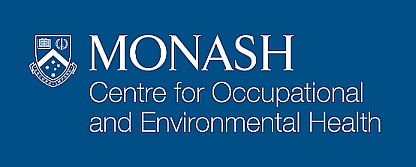 MONASH
Centre for Occupational
and Environmental Health